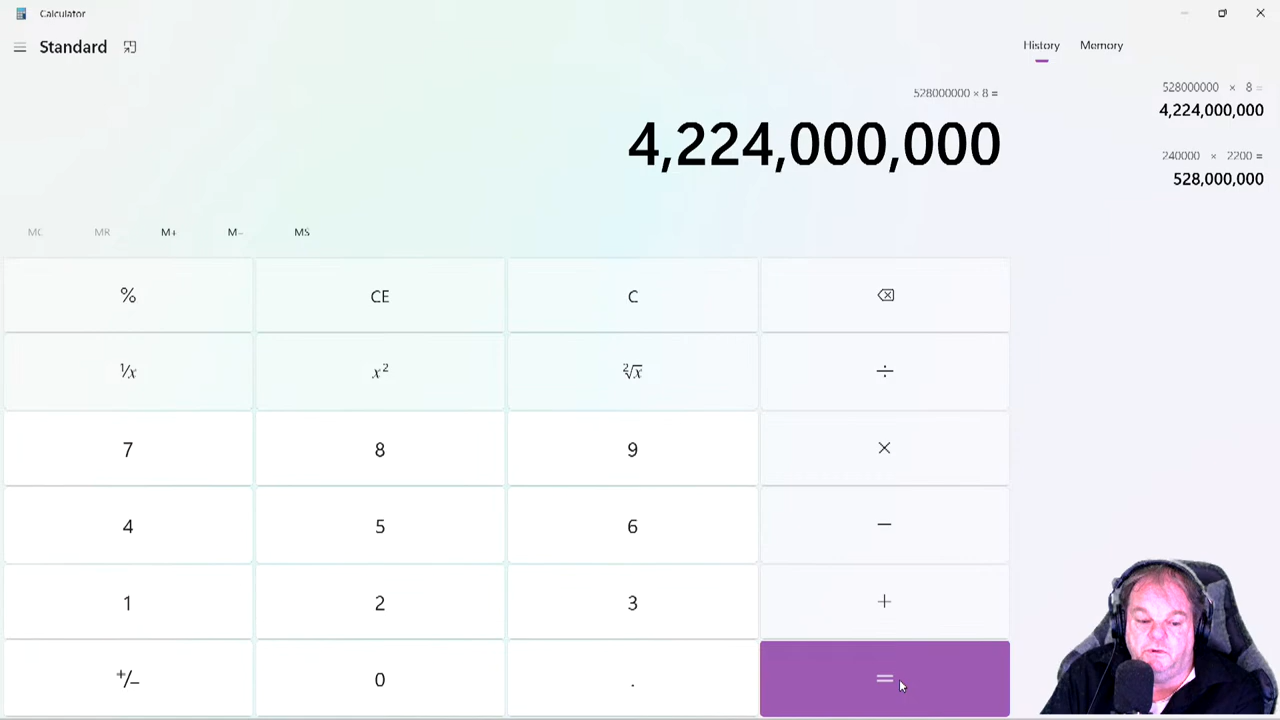 Calculator
Standard
History Memory
528000000 × 8 =
4,224,000,000
528000000 × 8 =
4,224,000,000
240000 × 2200 =
528,000,000
MC MR M+ M- MS
% CE C
¹/x x² ²√x ÷
7 8 9 ×
4 5 6 −
1 2 3 +
+/− 0 . =